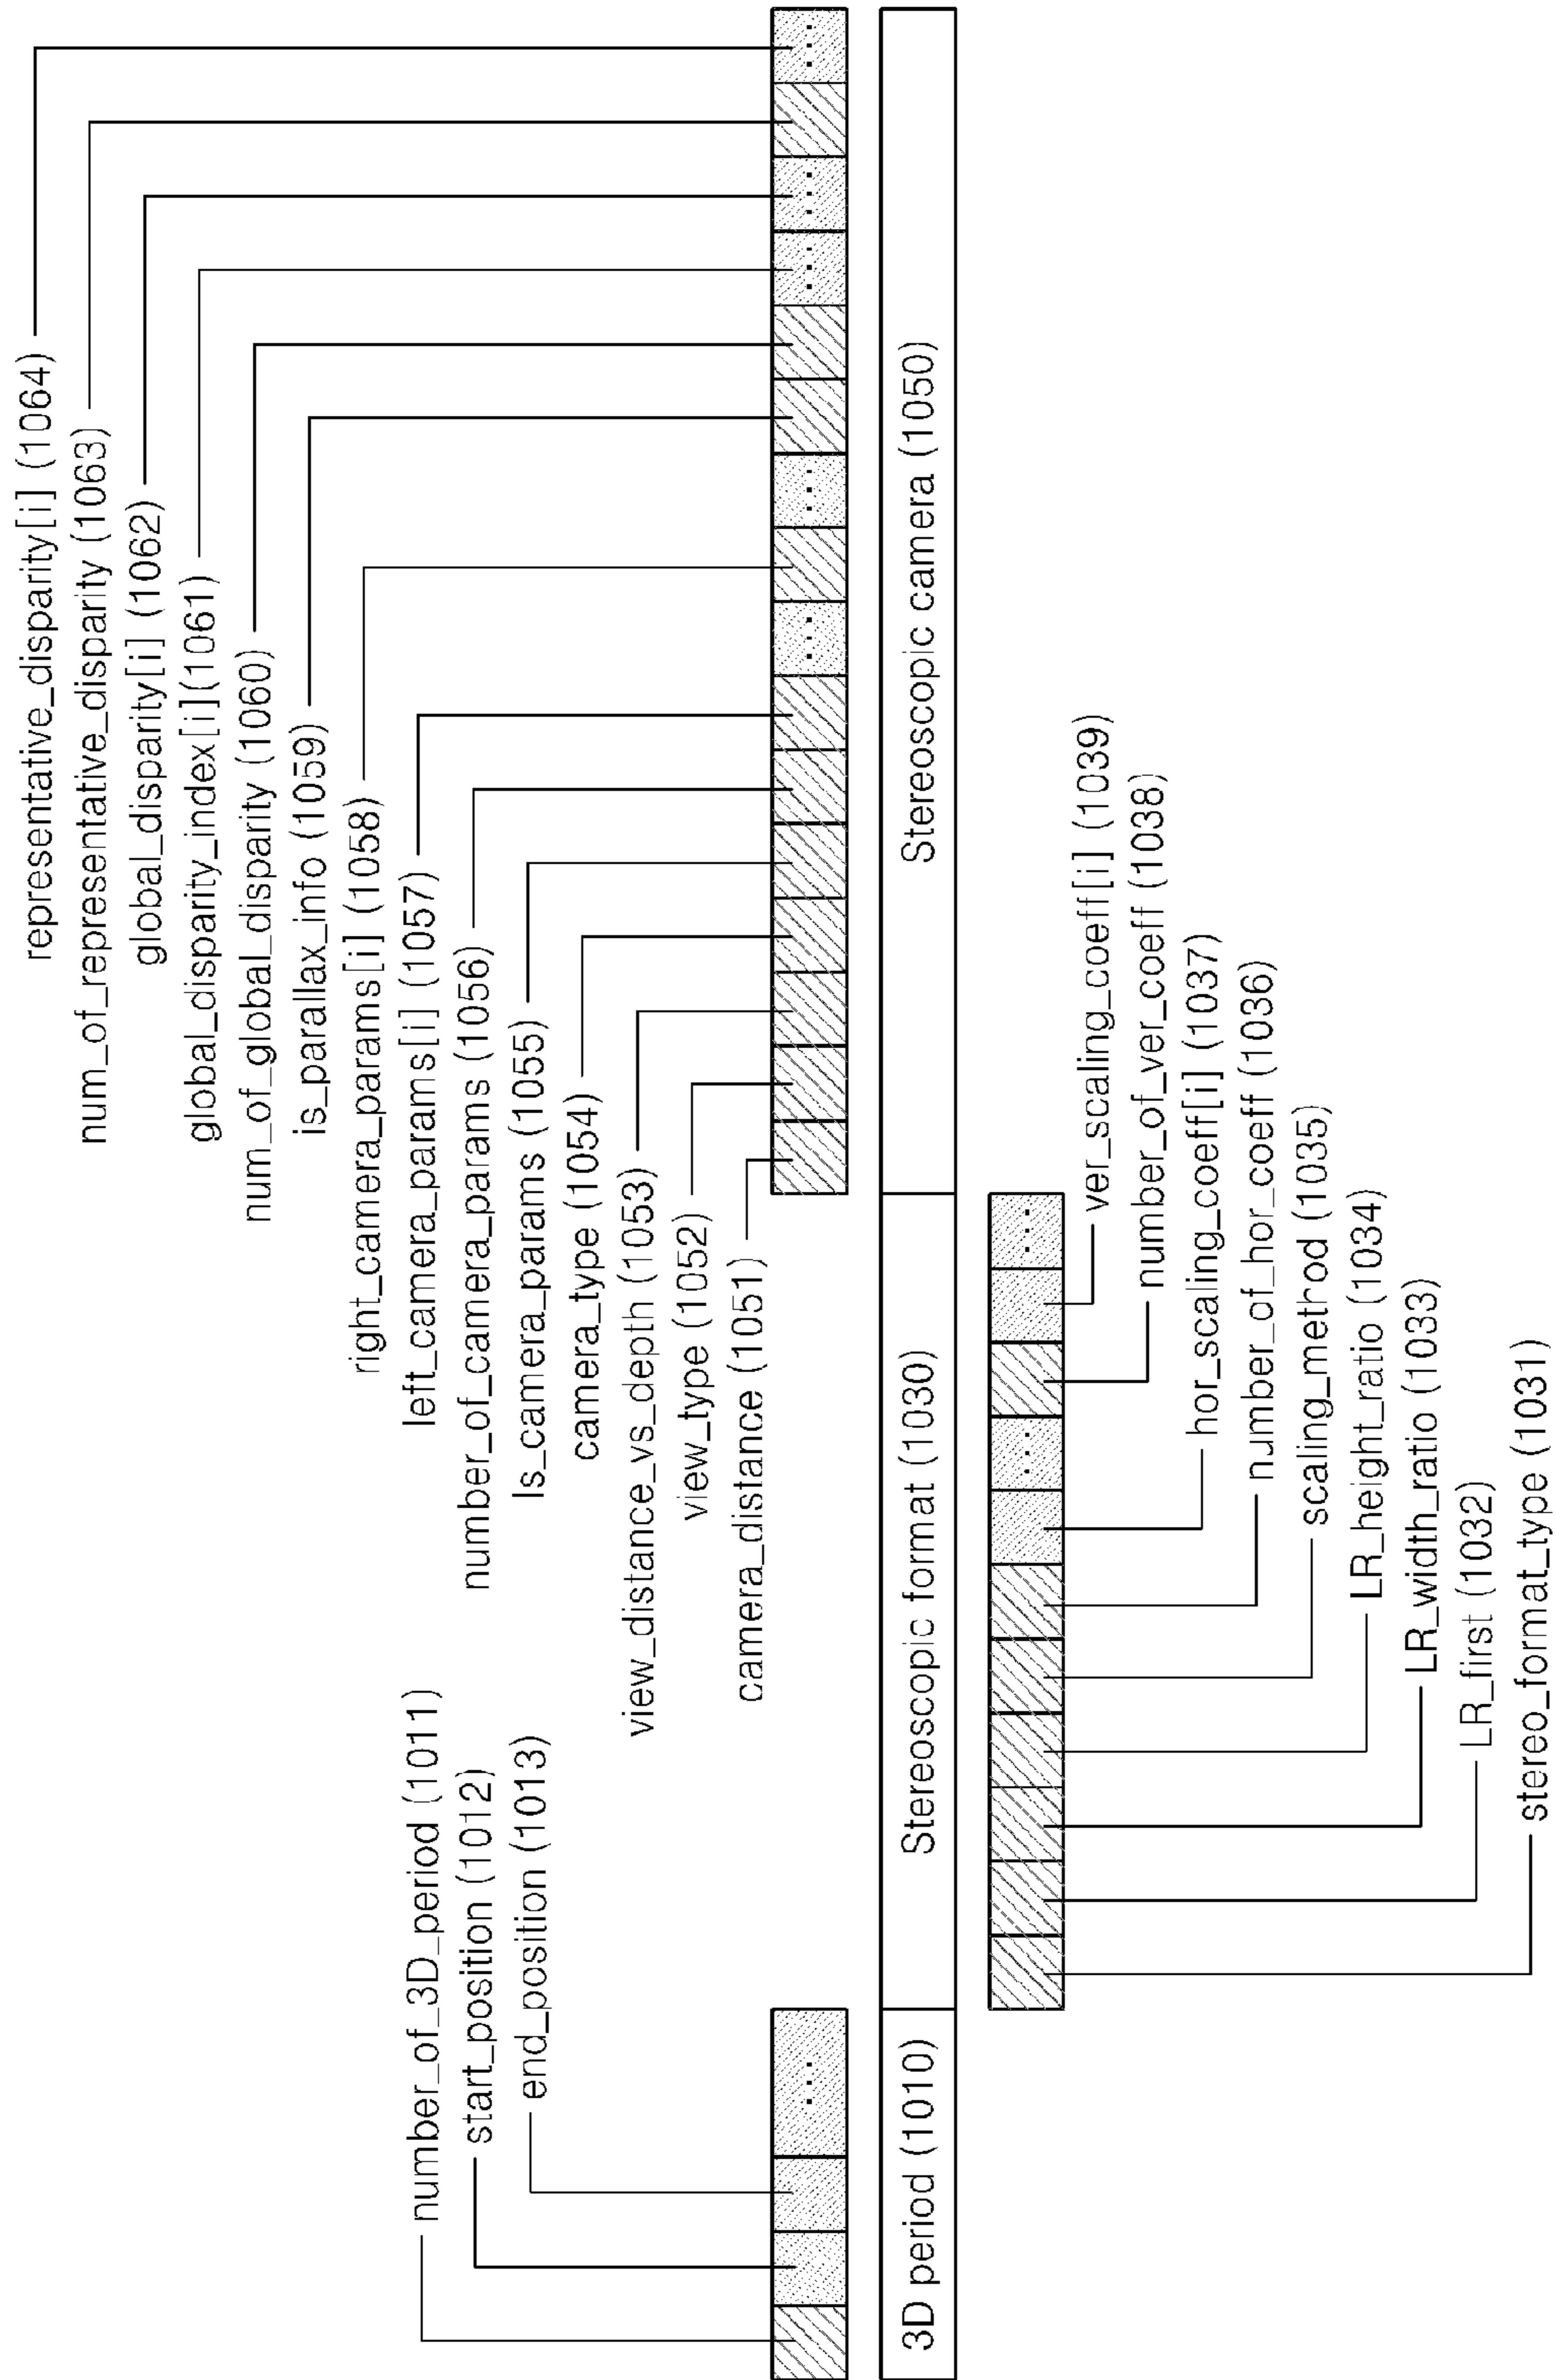 number_of_3D_period (1011)
start_position (1012)
end_position (1013)
representative_disparity[i] (1064)
num_of_representative_disparity (1063)
global_disparity[i] (1062)
global_disparity_index[i](1061)
num_of_global_disparity (1060)
is_parallax_info (1059)
right_camera_params[i] (1058)
left_camera_params[i] (1057)
number_of_camera_params (1056)
Is_camera_params (1055)
camera_type (1054)
view_distance_vs_depth (1053)
view_type (1052)
camera_distance (1051)
3D period (1010)
Stereoscopic format (1030)
Stereoscopic camera (1050)
ver_scaling_coeff[i] (1039)
number_of_ver_coeff (1038)
hor_scaling_coeff[i] (1037)
number_of_hor_coeff (1036)
scaling_method (1035)
LR_height_ratio (1034)
LR_width_ratio (1033)
LR_first (1032)
stereo_format_type (1031)